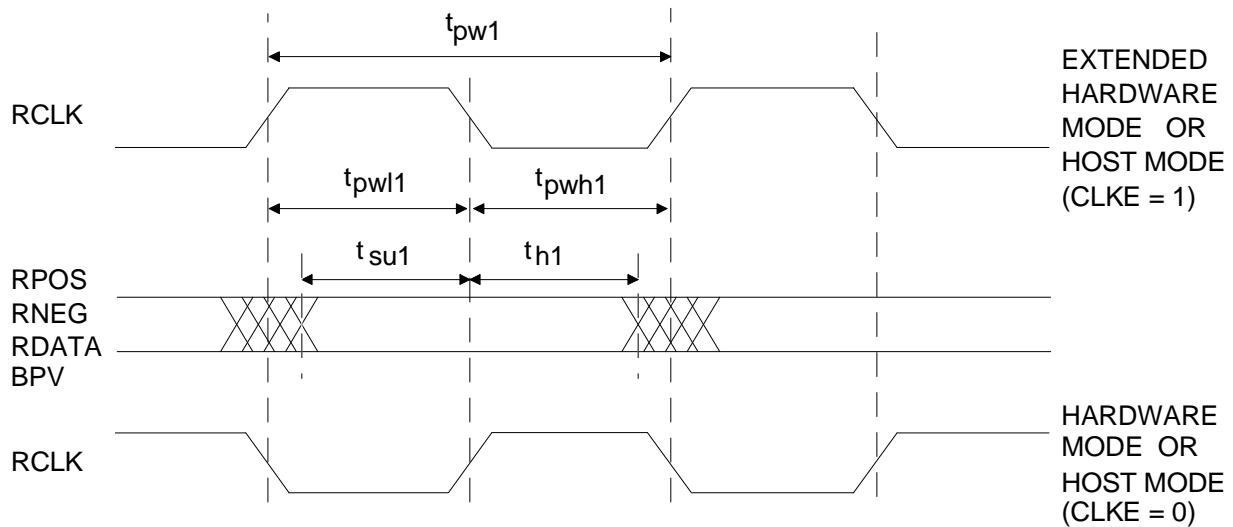 tpw1
RCLK
EXTENDED
HARDWARE
MODE OR
HOST MODE
(CLKE = 1)
tpwl1
tpwh1
tsu1
th1
RPOS
RNEG
RDATA
BPV
RCLK
HARDWARE
MODE OR
HOST MODE
(CLKE = 0)